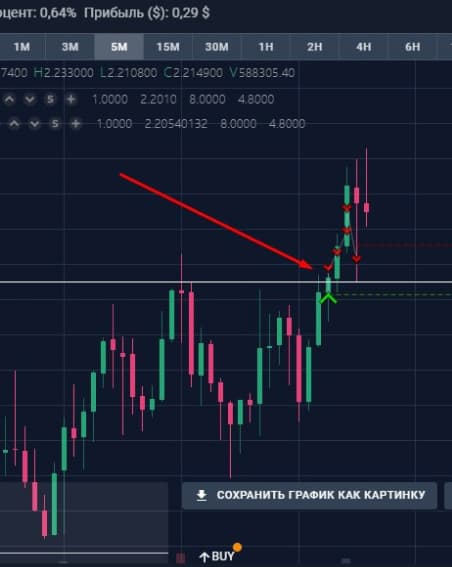 оцент: 0,64% Прибыль ($): 0,29 $
1M 3M 5M 15M 30M 1H 2H 4H 6H
7400 H2.233000 L2.210800 C2.214900 V588305.40
S 1.0000 2.2010 8.0000 4.8000
S 1.0000 2.20540132 8.0000 4.8000
СОХРАНИТЬ ГРАФИК КАК КАРТИНКУ
BUY